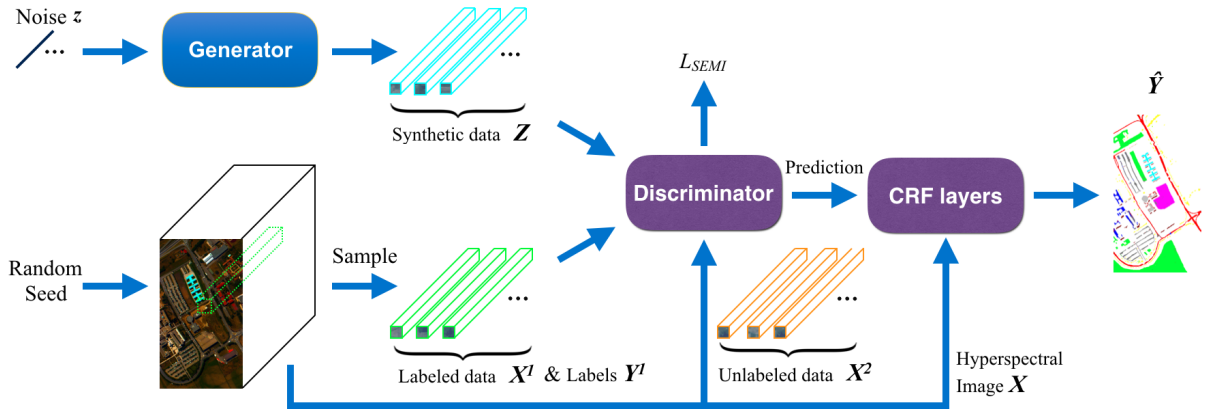 Noise z
...
Generator
...
Synthetic data Z
L_SEMI
Ŷ
Discriminator
Prediction
CRF layers
Random
Seed
Sample
...
Labeled data X¹ & Labels Y¹
...
Unlabeled data X²
Hyperspectral
Image X